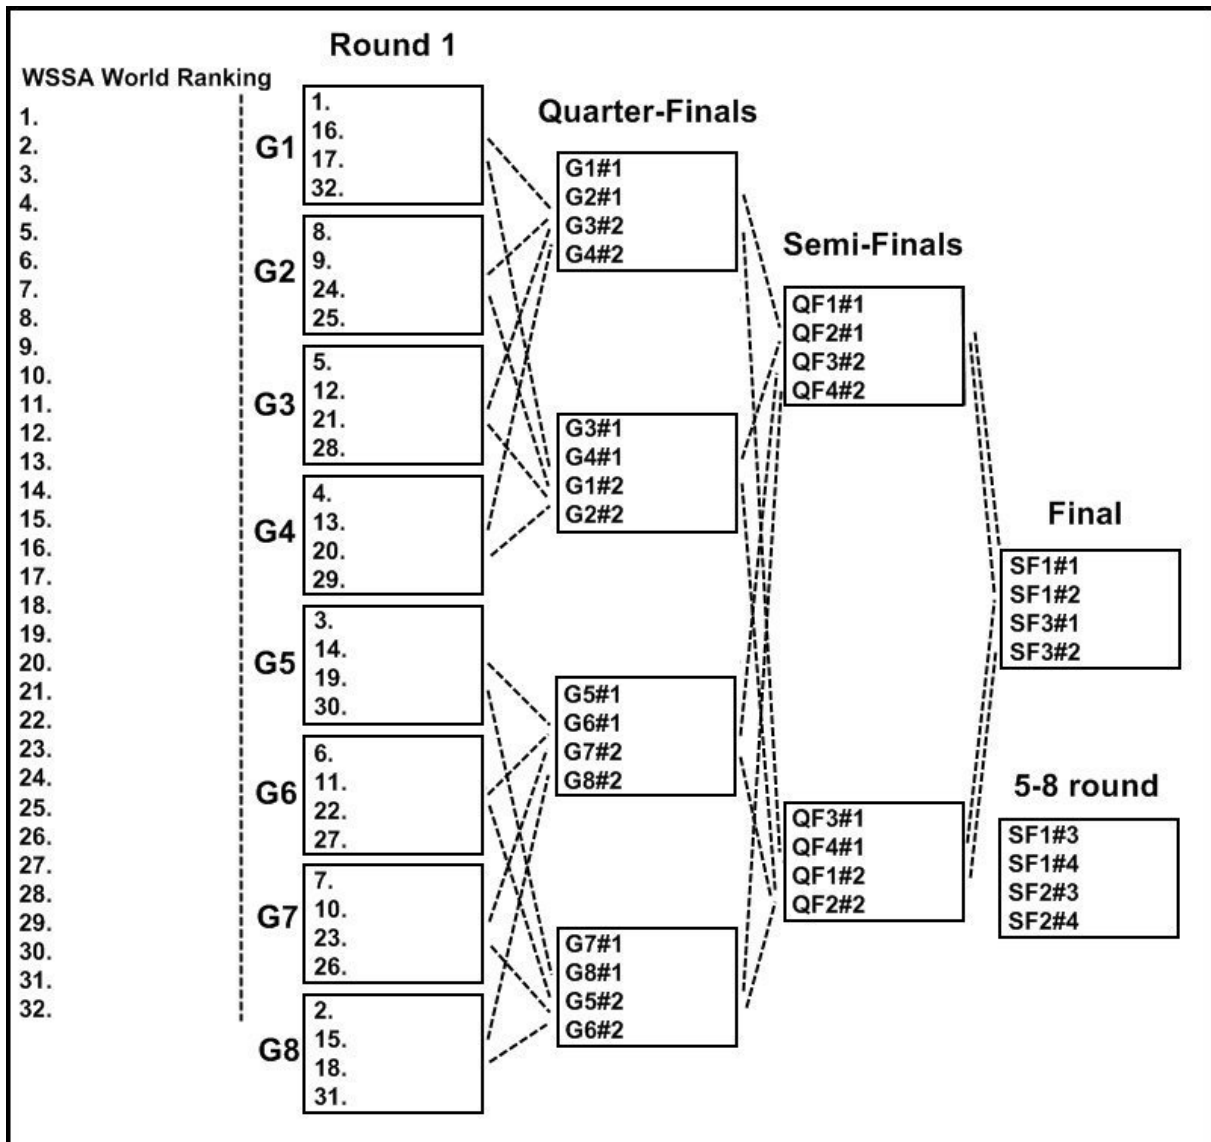 Round 1
WSSA World Ranking
1.
2.
3.
4.
5.
6.
7.
8.
9.
10.
11.
12.
13.
14.
15.
16.
17.
18.
19.
20.
21.
22.
23.
24.
25.
26.
27.
28.
29.
30.
31.
32.
G1
1.
16.
17.
32.
G2
8.
9.
24.
25.
G3
5.
12.
21.
28.
G4
4.
13.
20.
29.
G5
3.
14.
19.
30.
G6
6.
11.
22.
27.
G7
7.
10.
23.
26.
G8
2.
15.
18.
31.
Quarter-Finals
G1#1
G2#1
G3#2
G4#2
G3#1
G4#1
G1#2
G2#2
G5#1
G6#1
G7#2
G8#2
G7#1
G8#1
G5#2
G6#2
Semi-Finals
QF1#1
QF2#1
QF3#2
QF4#2
QF3#1
QF4#1
QF1#2
QF2#2
Final
SF1#1
SF1#2
SF3#1
SF3#2
5-8 round
SF1#3
SF1#4
SF2#3
SF2#4